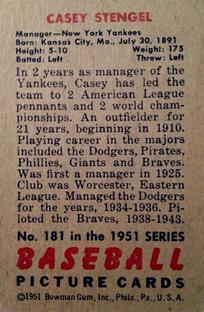 CASEY STENGEL
Manager—New York Yankees
Born: Kansas City, Mo., July 30, 1891
Height: 5-10 Weight: 175
Batted: Left Threw: Left
In 2 years as manager of the
Yankees, Casey has led the
team to 2 American League
pennants and 2 world cham-
pionships. An outfielder for
21 years, beginning in 1910.
Playing career in the majors
included the Dodgers, Pirates,
Phillies, Giants and Braves.
Was first a manager in 1925.
Club was Worcester, Eastern
League. Managed the Dodgers
for the years, 1934-1936. Pi-
loted the Braves, 1938-1943.
No. 181 in the 1951 SERIES
BASEBALL
PICTURE CARDS
©1951 Bowman Gum, Inc., Phila., Pa., U.S.A.